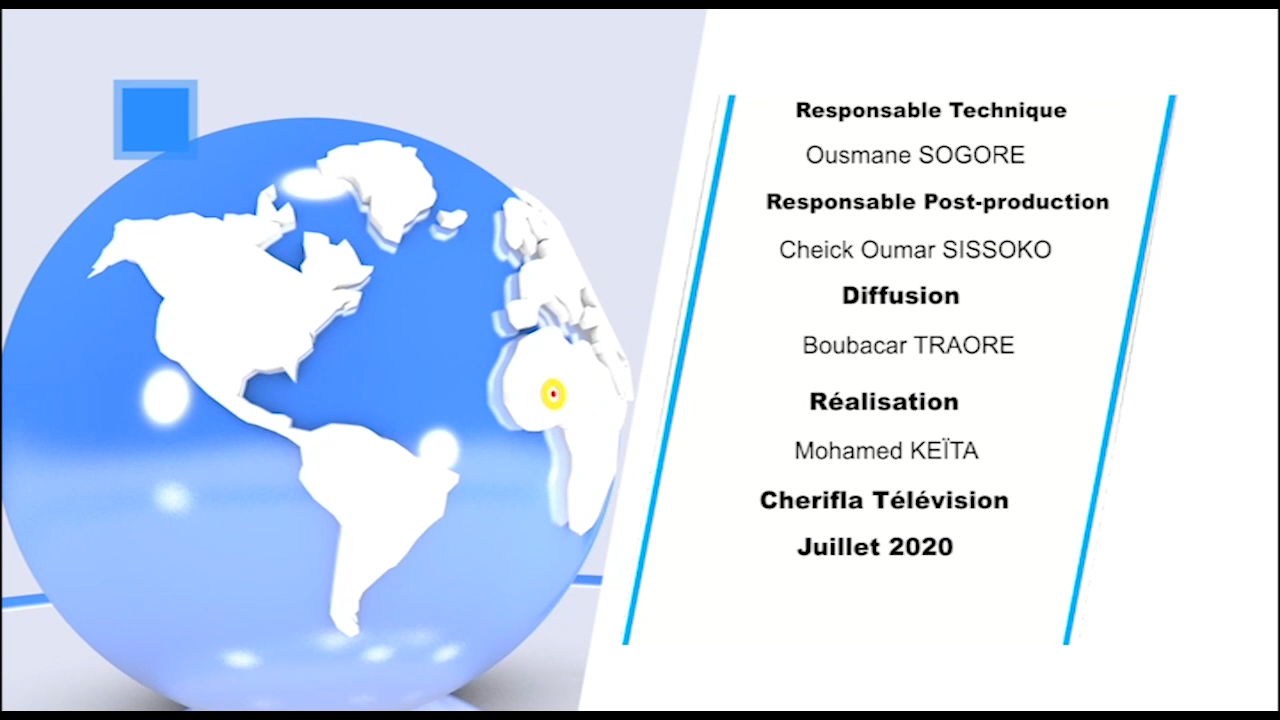 Responsable Technique
Ousmane SOGORE
Responsable Post-production
Cheick Oumar SISSOKO
Diffusion
Boubacar TRAORE
Réalisation
Mohamed KEÏTA
Cherifla Télévision
Juillet 2020